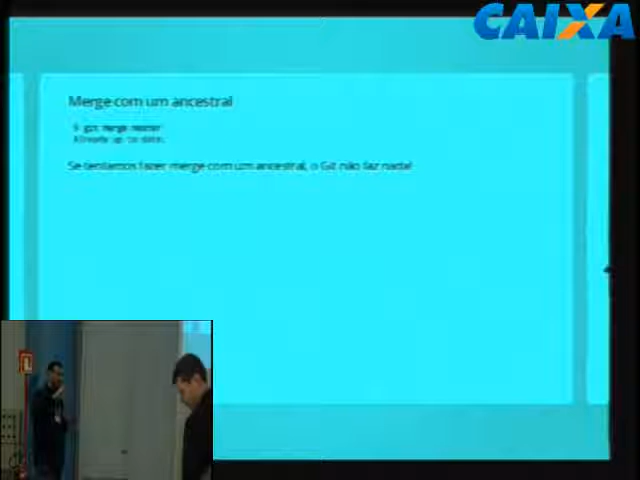 CAIXA
Merge com um ancestral
$ git merge master
Already up to date.
Se tentamos fazer merge com um ancestral, o Git não faz nada!